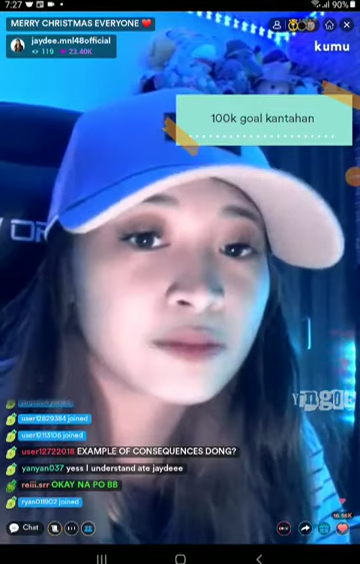 7:27
90%
MERRY CHRISTMAS EVERYONE
jaydee.mnl48official
119 23.40K
kumu
100k goal kantahan
user12829384 joined
user12113106 joined
user12722018 EXAMPLE OF CONSEQUENCES DONG?
yanyan037 yess I understand ate jaydeee
reiii.srr OKAY NA PO BB
ryan011902 joined
Chat